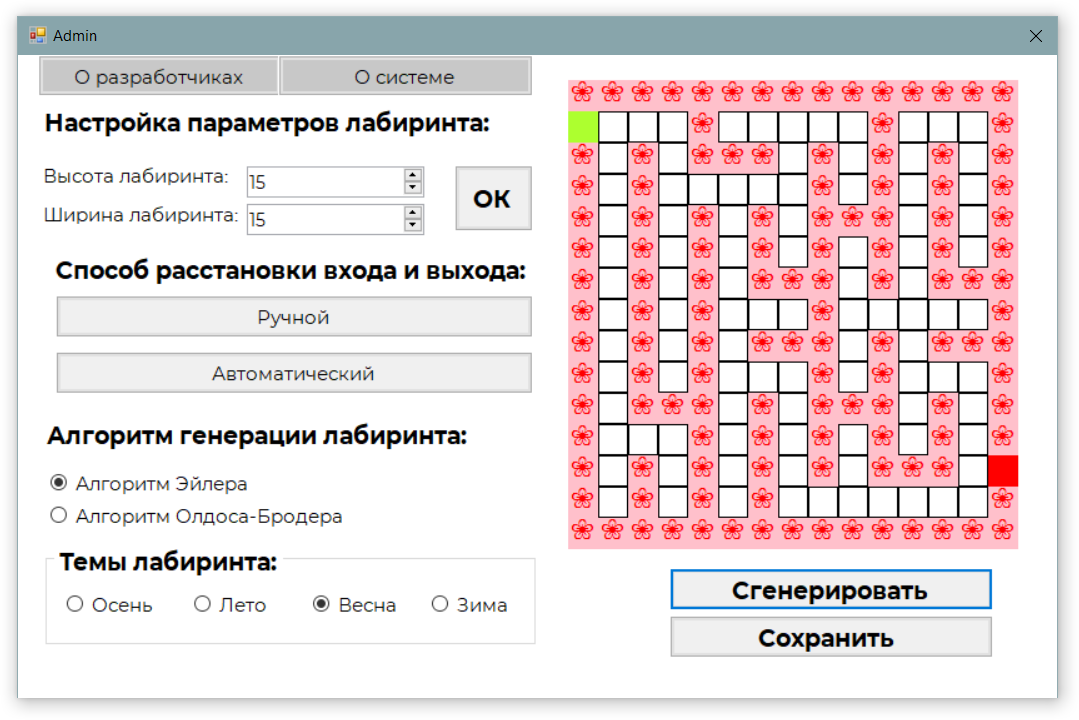 Admin
О разработчиках
О системе
Настройка параметров лабиринта:
Высота лабиринта: 15
Ширина лабиринта: 15
ОК
Способ расстановки входа и выхода:
Ручной
Автоматический
Алгоритм генерации лабиринта:
Алгоритм Эйлера
Алгоритм Олдоса-Бродера
Темы лабиринта:
Осень Лето Весна Зима
Сгенерировать
Сохранить